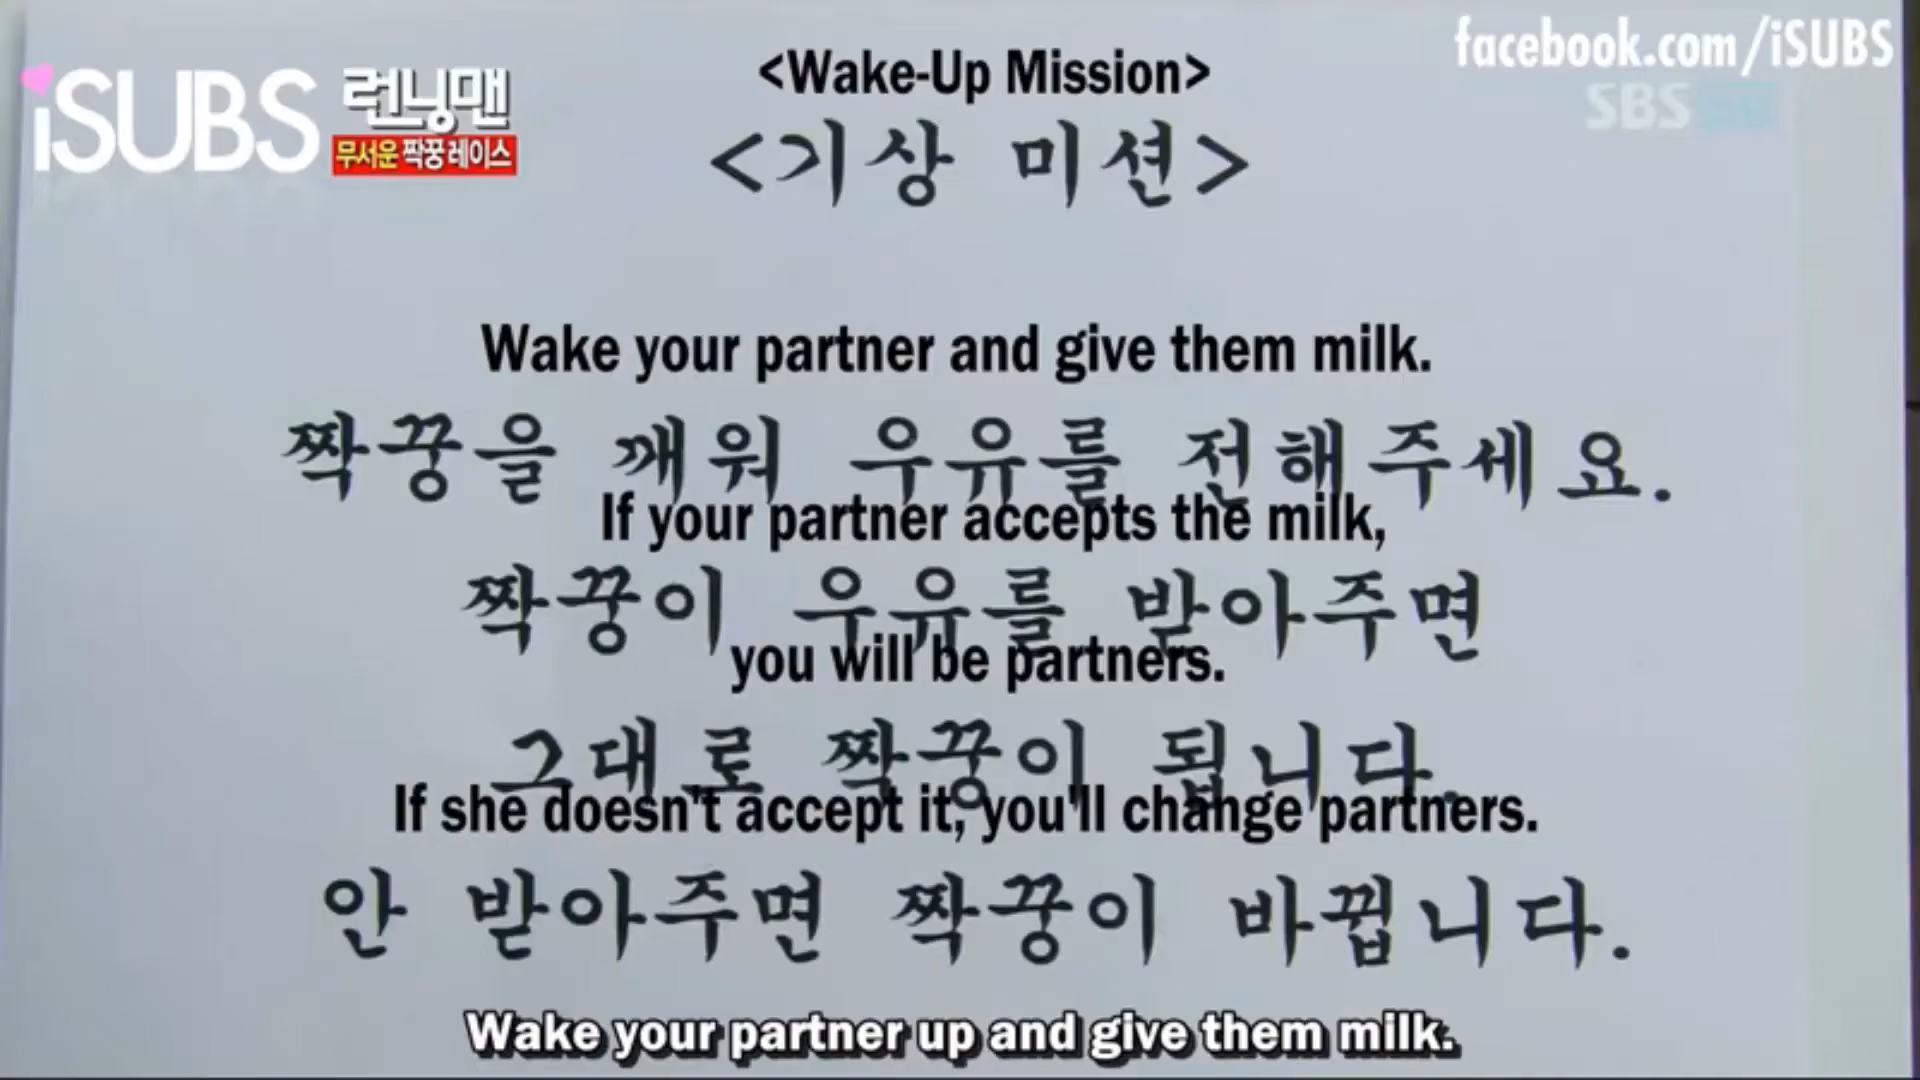 facebook.com/iSUBS
iSUBS
런닝맨
무서운 짝꿍 레이스
SBS
<Wake-Up Mission>
<기상 미션>
Wake your partner and give them milk.
짝꿍을 깨워 우유를 전해주세요.
If your partner accepts the milk,
짝꿍이 우유를 받아주면
you will be partners.
그대로 짝꿍이 됩니다.
If she doesn't accept it, you'll change partners.
안 받아주면 짝꿍이 바뀝니다.
Wake your partner up and give them milk.